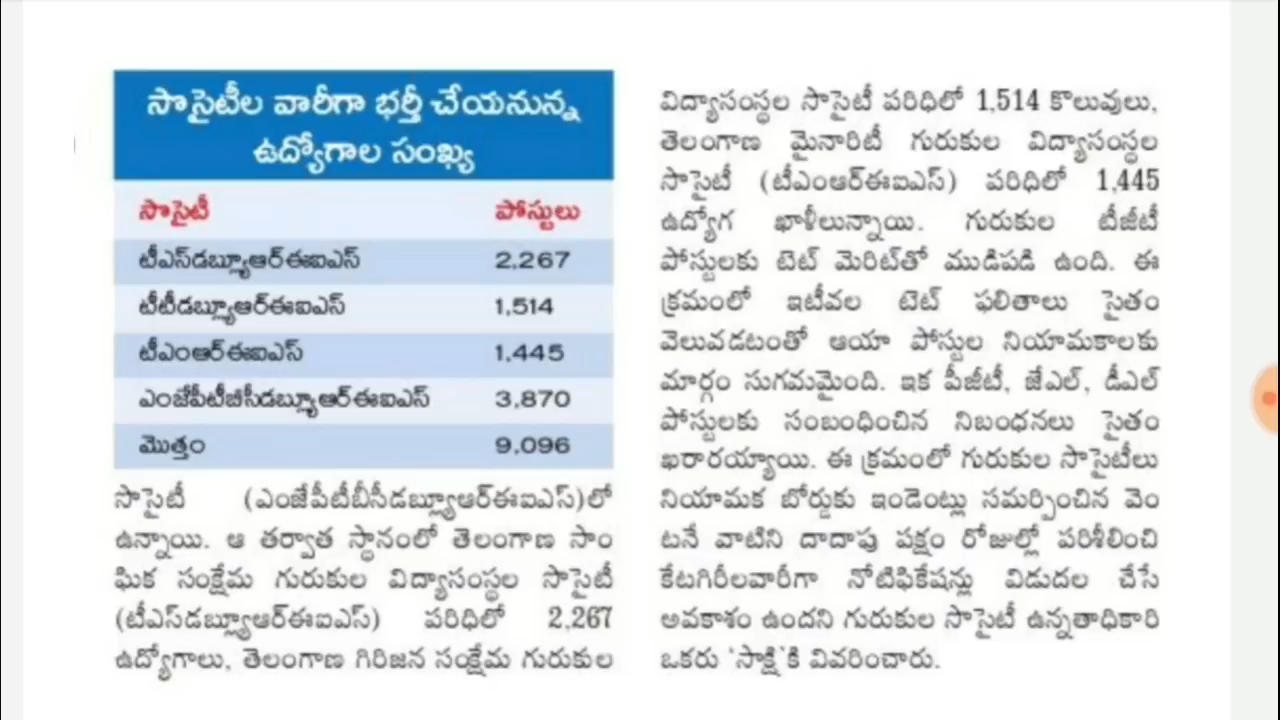 సొసైటీల వారీగా భర్తీ చేయనున్న
ఉద్యోగాల సంఖ్య
సొసైటీ పోస్టులు
టీఎస్‌డబ్ల్యూఆర్‌ఈఐఎస్ 2,267
టీటీడబ్ల్యూఆర్‌ఈఐఎస్ 1,514
టీఎంఆర్‌ఈఐఎస్ 1,445
ఎంజేపీటీబీసీడబ్ల్యూఆర్‌ఈఐఎస్ 3,870
మొత్తం 9,096
సొసైటీ (ఎంజేపీటీబీసీడబ్ల్యూఆర్‌ఈఐఎస్)లో
ఉన్నాయి. ఆ తర్వాత స్థానంలో తెలంగాణ సాం
ఘిక సంక్షేమ గురుకుల విద్యాసంస్థల సొసైటీ
(టీఎస్‌డబ్ల్యూఆర్‌ఈఐఎస్) పరిధిలో 2,267
ఉద్యోగాలు, తెలంగాణ గిరిజన సంక్షేమ గురుకుల
విద్యాసంస్థల సొసైటీ పరిధిలో 1,514 కొలువులు,
తెలంగాణ మైనారిటీ గురుకుల విద్యాసంస్థల
సొసైటీ (టీఎంఆర్‌ఈఐఎస్) పరిధిలో 1,445
ఉద్యోగ ఖాళీలున్నాయి. గురుకుల టీజీటీ
పోస్టులకు టెట్ మెరిట్‌తో ముడిపడి ఉంది. ఈ
క్రమంలో ఇటీవల టెట్ ఫలితాలు సైతం
వెలువడటంతో ఆయా పోస్టుల నియామకాలకు
మార్గం సుగమమైంది. ఇక పీజీటీ, జేఎల్, డీఎల్
పోస్టులకు సంబంధించిన నిబంధనలు సైతం
ఖరారయ్యాయి. ఈ క్రమంలో గురుకుల సొసైటీలు
నియామక బోర్డుకు ఇండెంట్లు సమర్పించిన వెం
టనే వాటిని దాదాపు పక్షం రోజుల్లో పరిశీలించి
కేటగిరీలవారీగా నోటిఫికేషన్లు విడుదల చేసే
అవకాశం ఉందని గురుకుల సొసైటీ ఉన్నతాధికారి
ఒకరు 'సాక్షి'కి వివరించారు.